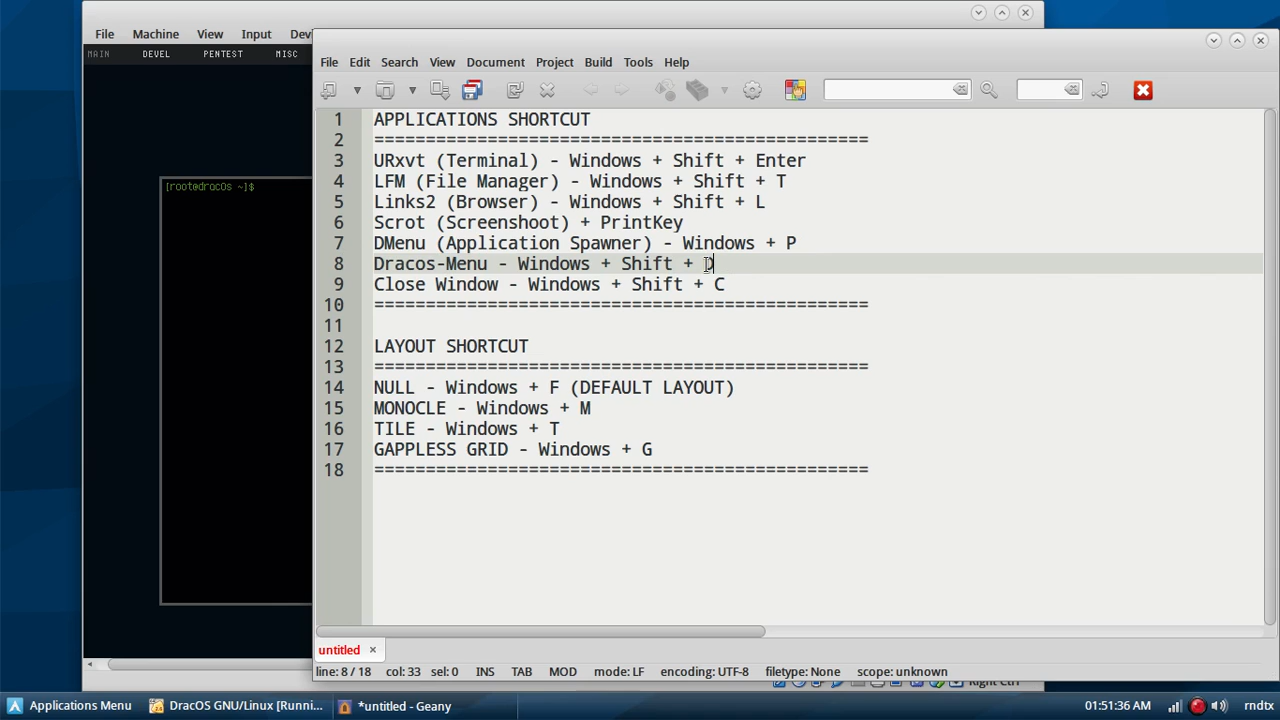 File Machine View Input Dev
MAIN DEVEL PENTEST MISC
[root@dracOs ~]$
File Edit Search View Document Project Build Tools Help
1 APPLICATIONS SHORTCUT
2 ================================================
3 URxvt (Terminal) - Windows + Shift + Enter
4 LFM (File Manager) - Windows + Shift + T
5 Links2 (Browser) - Windows + Shift + L
6 Scrot (Screenshoot) + PrintKey
7 DMenu (Application Spawner) - Windows + P
8 Dracos-Menu - Windows + Shift + D
9 Close Window - Windows + Shift + C
10 ================================================
11
12 LAYOUT SHORTCUT
13 ================================================
14 NULL - Windows + F (DEFAULT LAYOUT)
15 MONOCLE - Windows + M
16 TILE - Windows + T
17 GAPPLESS GRID - Windows + G
18 ================================================
untitled
line: 8 / 18 col: 33 sel: 0 INS TAB MOD mode: LF encoding: UTF-8 filetype: None scope: unknown
Right Ctrl
Applications Menu DracOS GNU/Linux [Runni... *untitled - Geany 01:51:36 AM rndtx